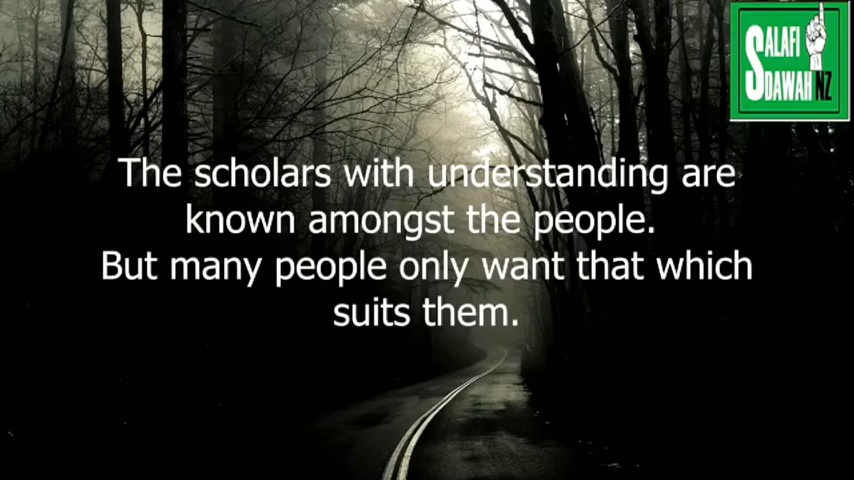 SALAFI
DAWAH NZ
The scholars with understanding are
known amongst the people.
But many people only want that which
suits them.